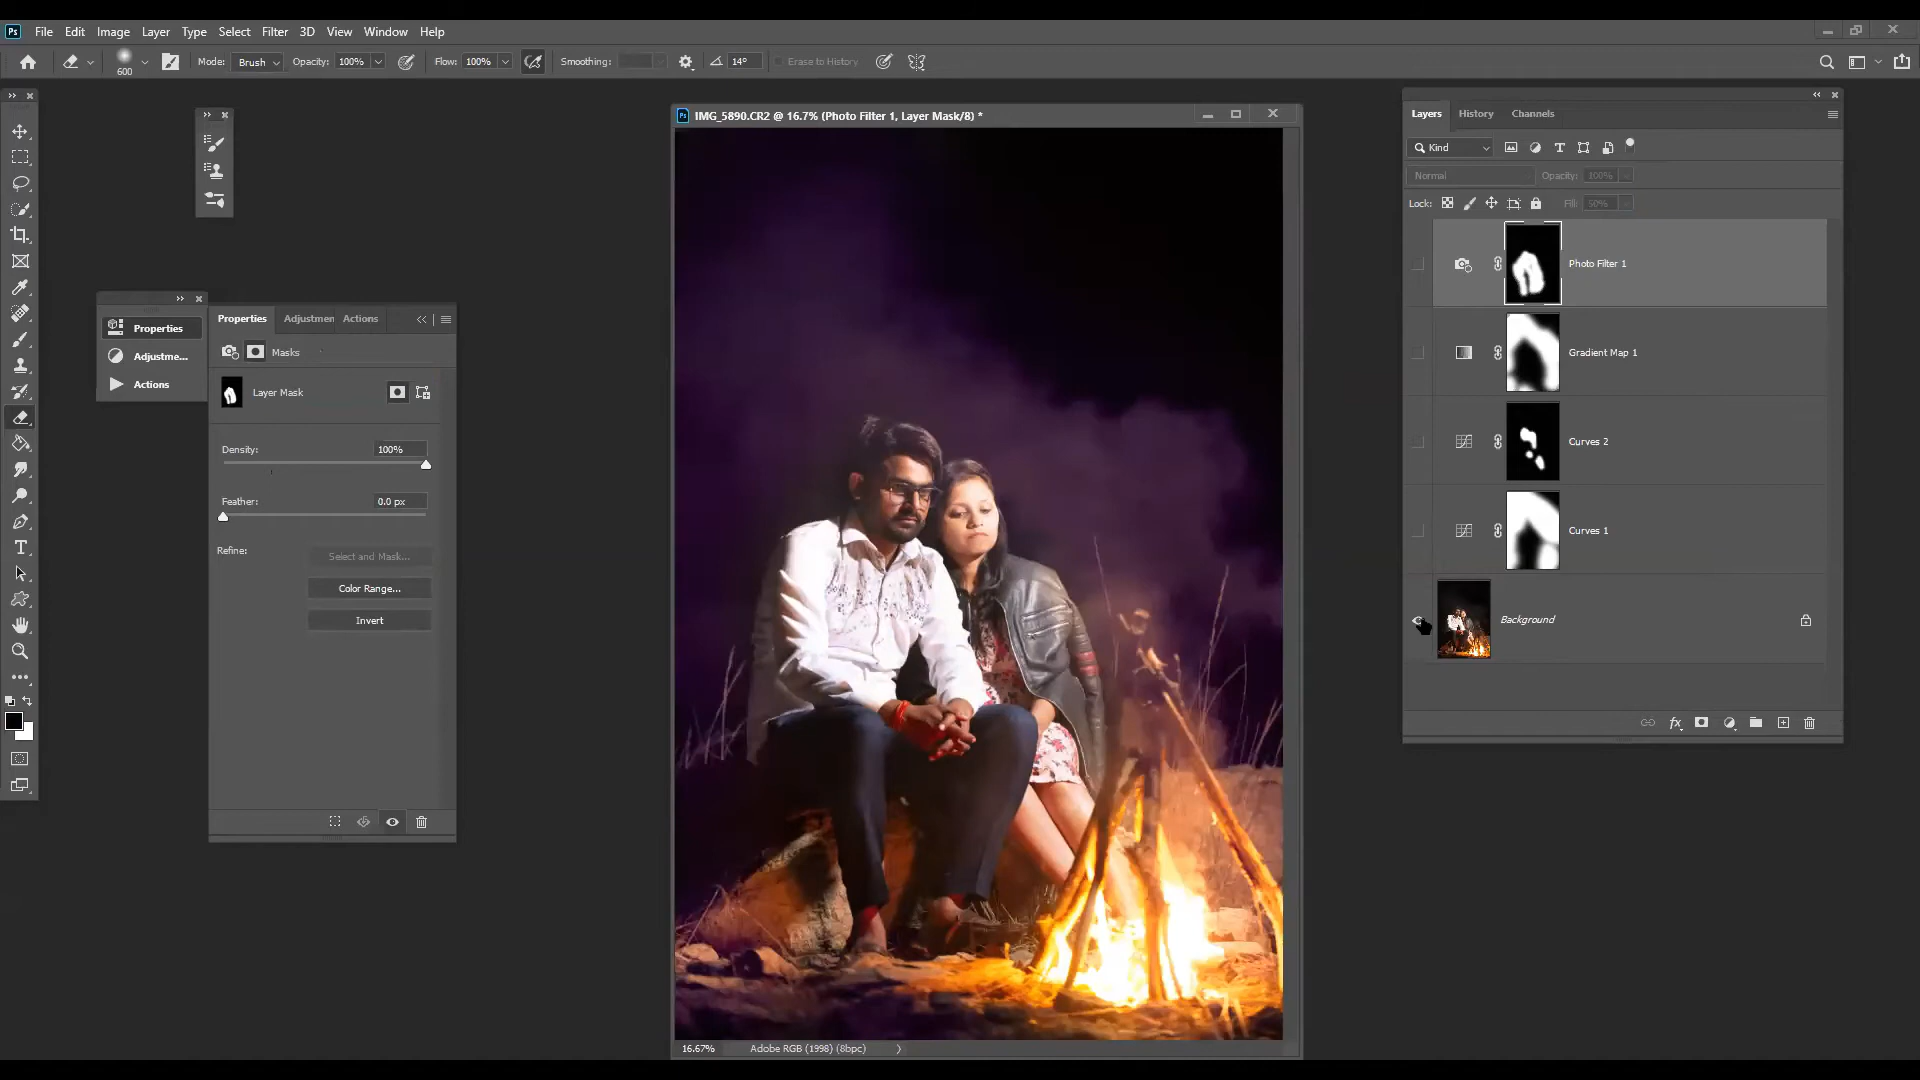 Ps File Edit Image Layer Type Select Filter 3D View Window Help
600 Mode: Brush Opacity: 100% Flow: 100% Smoothing: 14° Erase to History
IMG_5890.CR2 @ 16.7% (Photo Filter 1, Layer Mask/8) *
Properties
Adjustme...
Actions
Properties Adjustmen Actions
Masks
Layer Mask
Density: 100%
Feather: 0.0 px
Refine: Select and Mask...
Color Range...
Invert
16.67% Adobe RGB (1998) (8bpc)
Layers History Channels
Kind
Normal Opacity: 100%
Lock: Fill: 50%
Photo Filter 1
Gradient Map 1
Curves 2
Curves 1
Background
fx